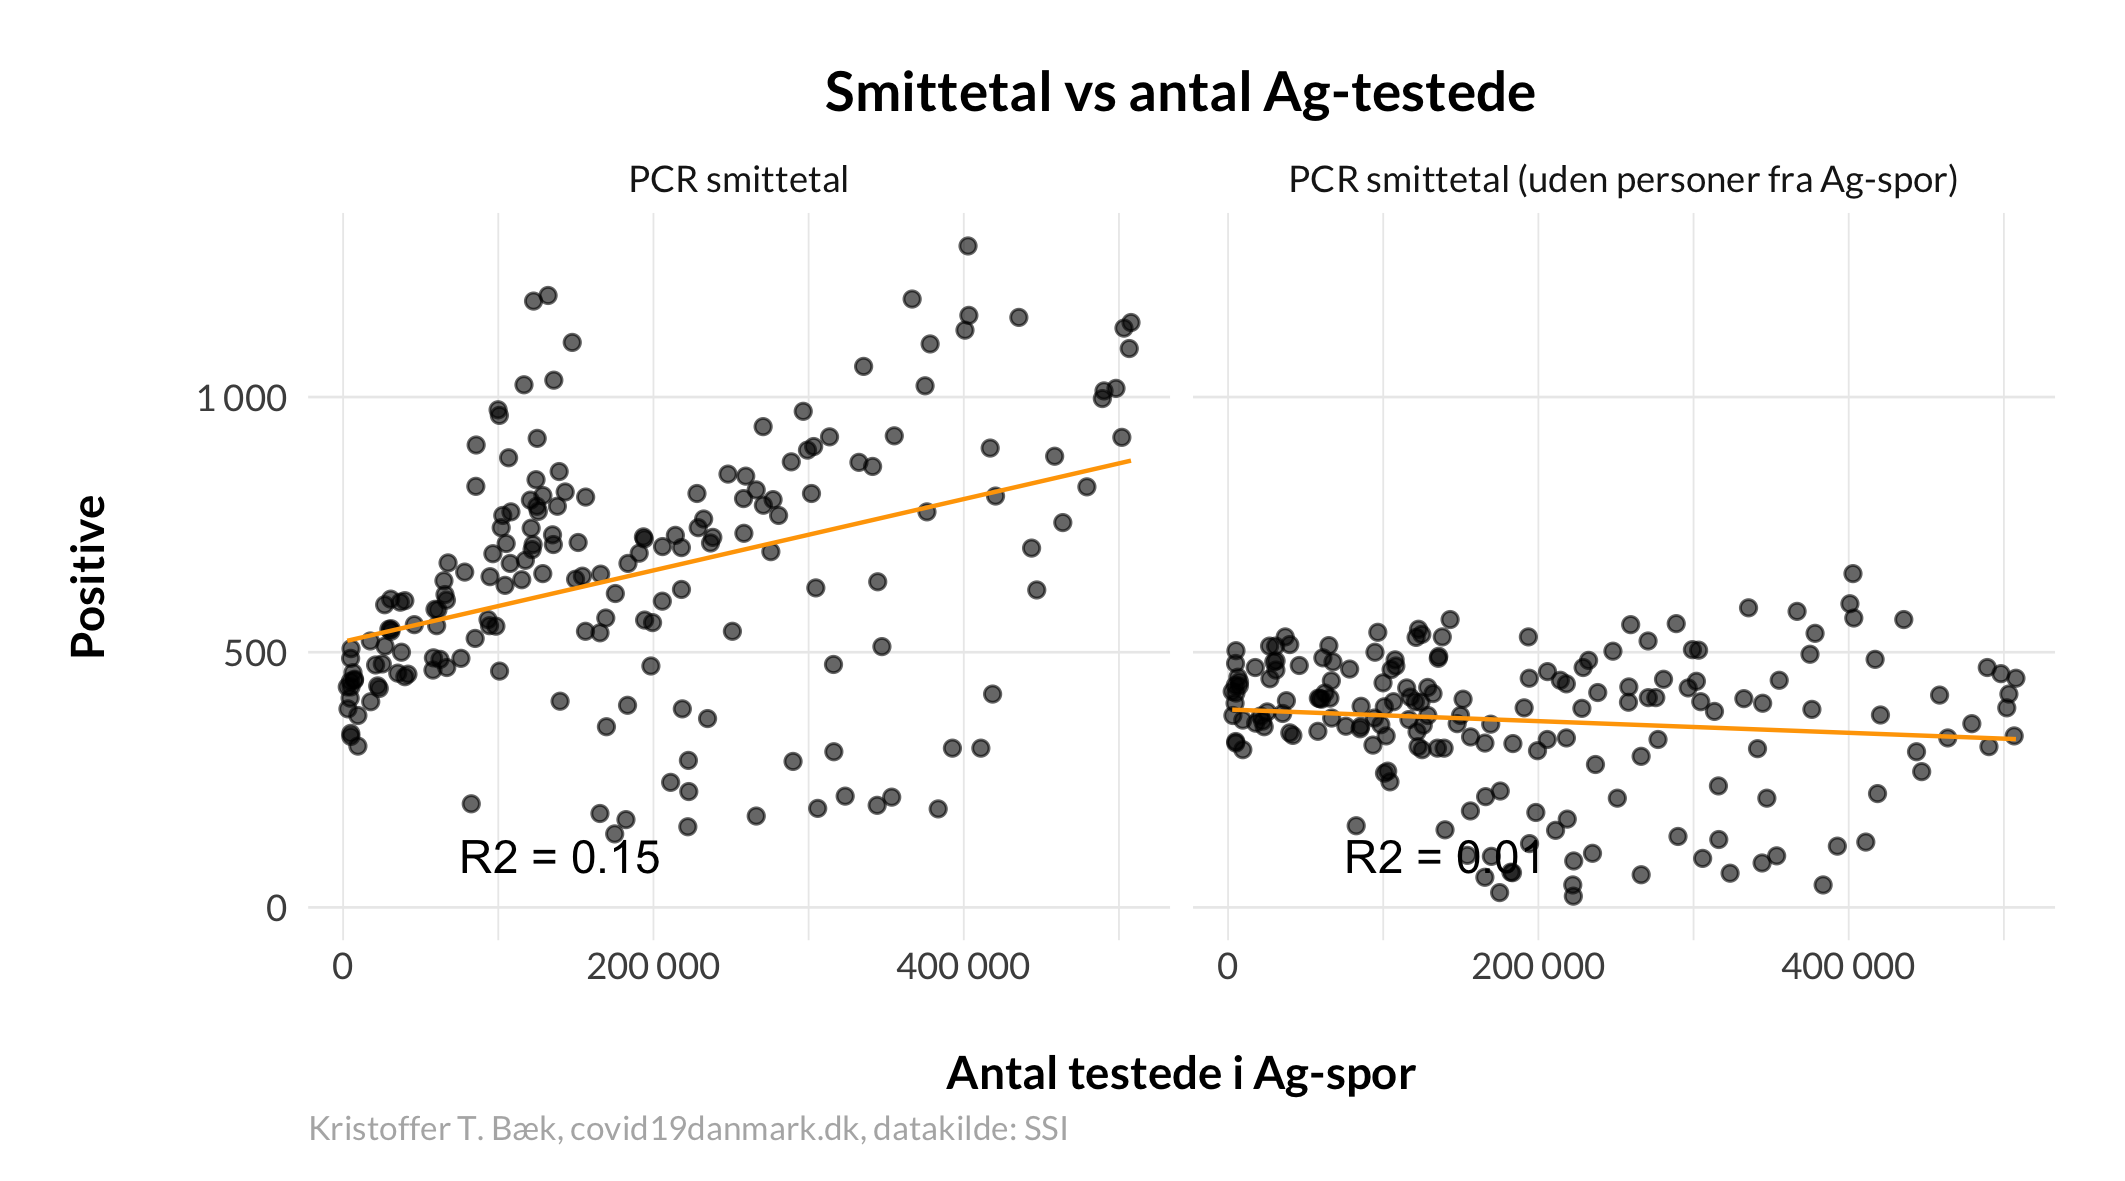 Smittetal vs antal Ag-testede
PCR smittetal
PCR smittetal (uden personer fra Ag-spor)
Positive
1 000
500
0
R2 = 0.15
R2 = 0.01
0
200 000
400 000
0
200 000
400 000
Antal testede i Ag-spor
Kristoffer T. Bæk, covid19danmark.dk, datakilde: SSI